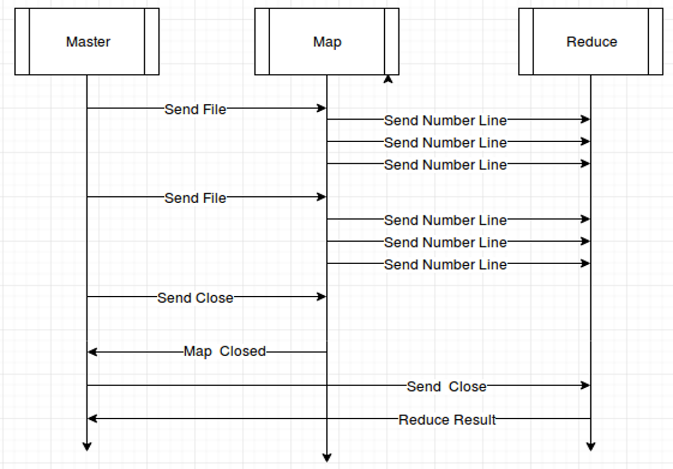 Master
Map
Reduce
Send File
Send Number Line
Send Number Line
Send Number Line
Send File
Send Number Line
Send Number Line
Send Number Line
Send Close
Map Closed
Send Close
Reduce Result